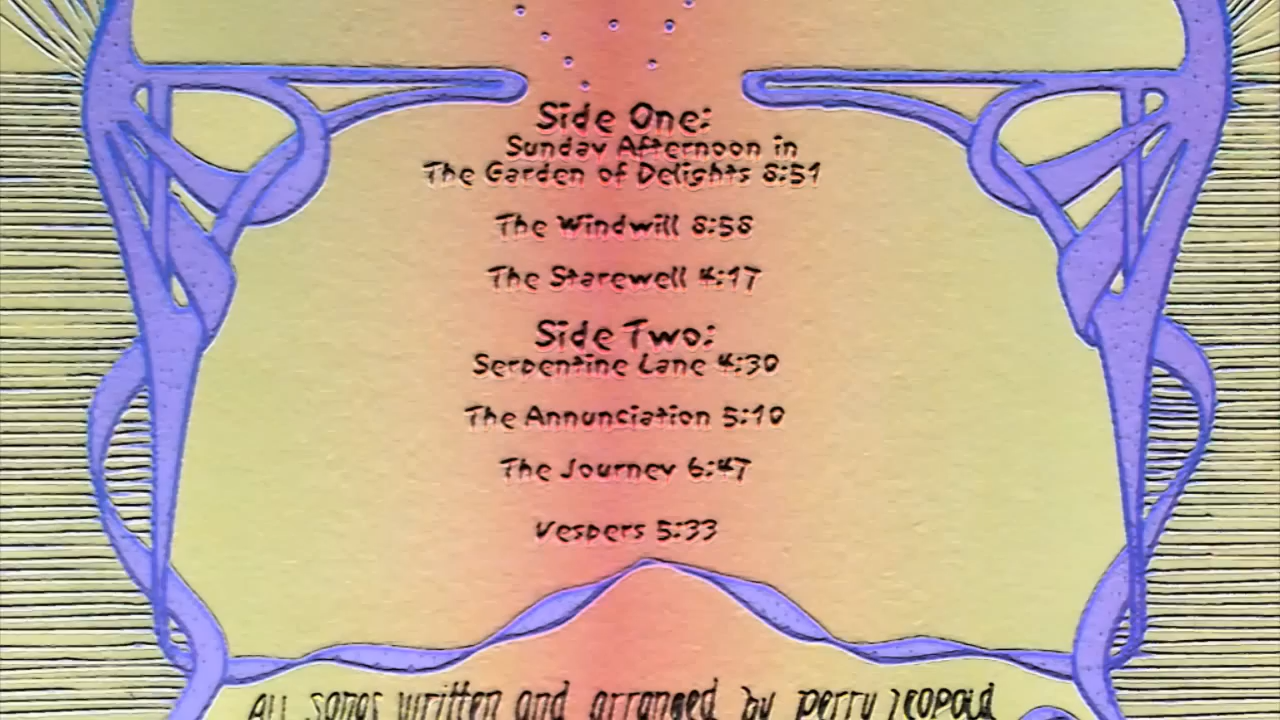 Side One:
Sunday Afternoon in
The Garden of Delights 8:51
The Windwill 8:58
The Starewell 4:17
Side Two:
Serpentine Lane 4:30
The Annunciation 5:10
The Journey 6:47
Vespers 5:33
All songs written and arranged by perry leopold